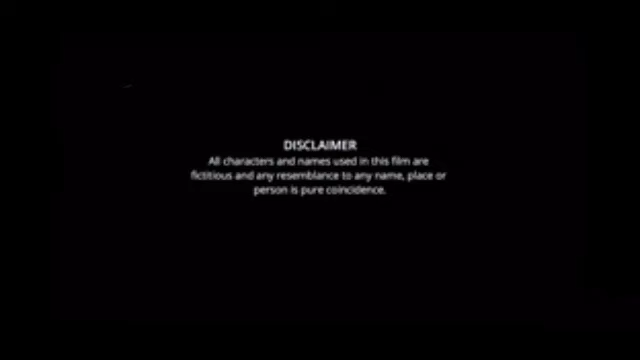 DISCLAIMER
All characters and names used in this film are
fictitious and any resemblance to any name, place or
person is pure coincidence.